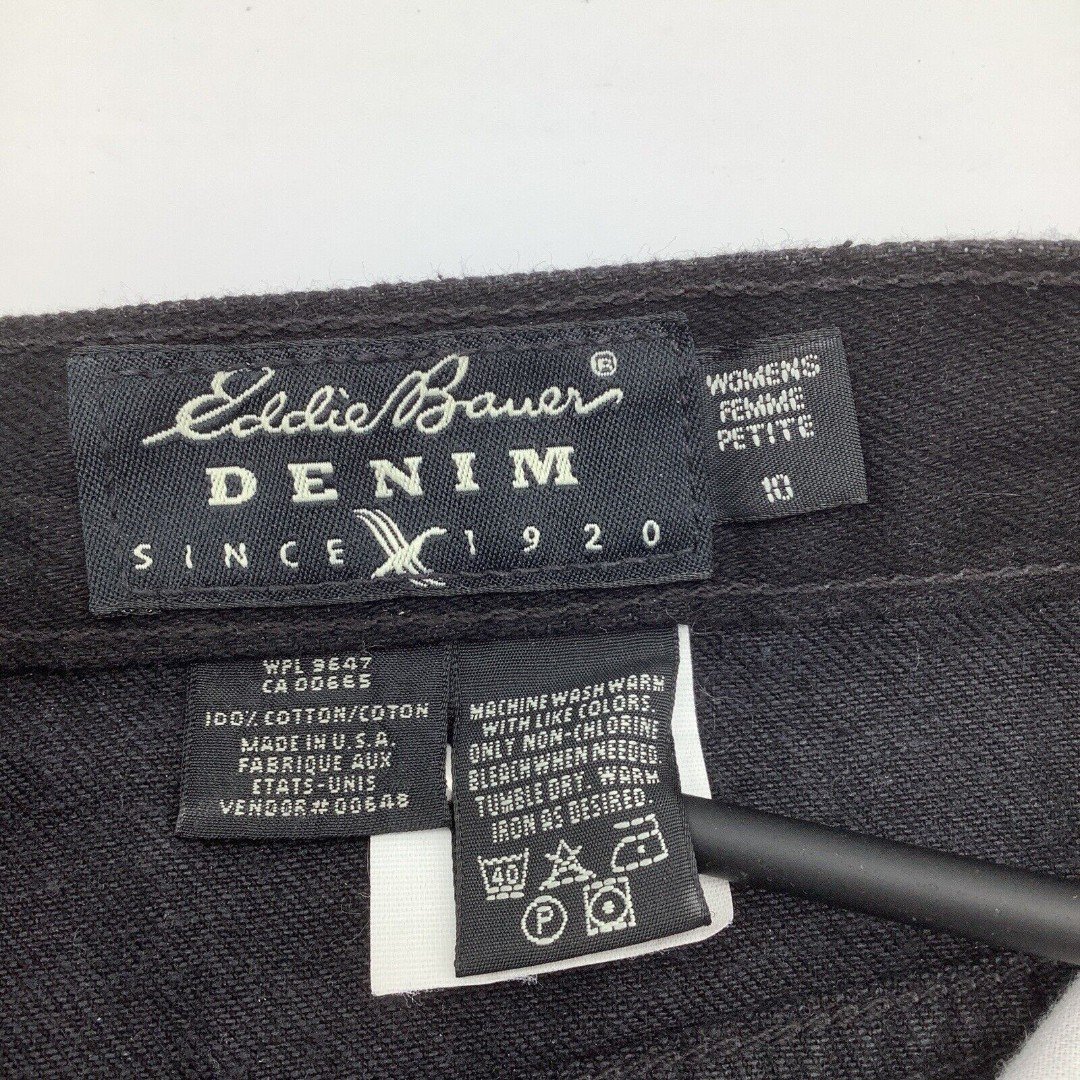 Eddie Bauer®
DENIM
SINCE 1920
WOMENS
FEMME
PETITE
10
WPL 9647
CA 00665
100% COTTON/COTON
MADE IN U.S.A.
FABRIQUE AUX
ETATS-UNIS
VENDOR# 00648
MACHINE WASH WARM
WITH LIKE COLORS.
ONLY NON-CHLORINE
BLEACH WHEN NEEDED.
TUMBLE DRY. WARM
IRON AS DESIRED.
40
P